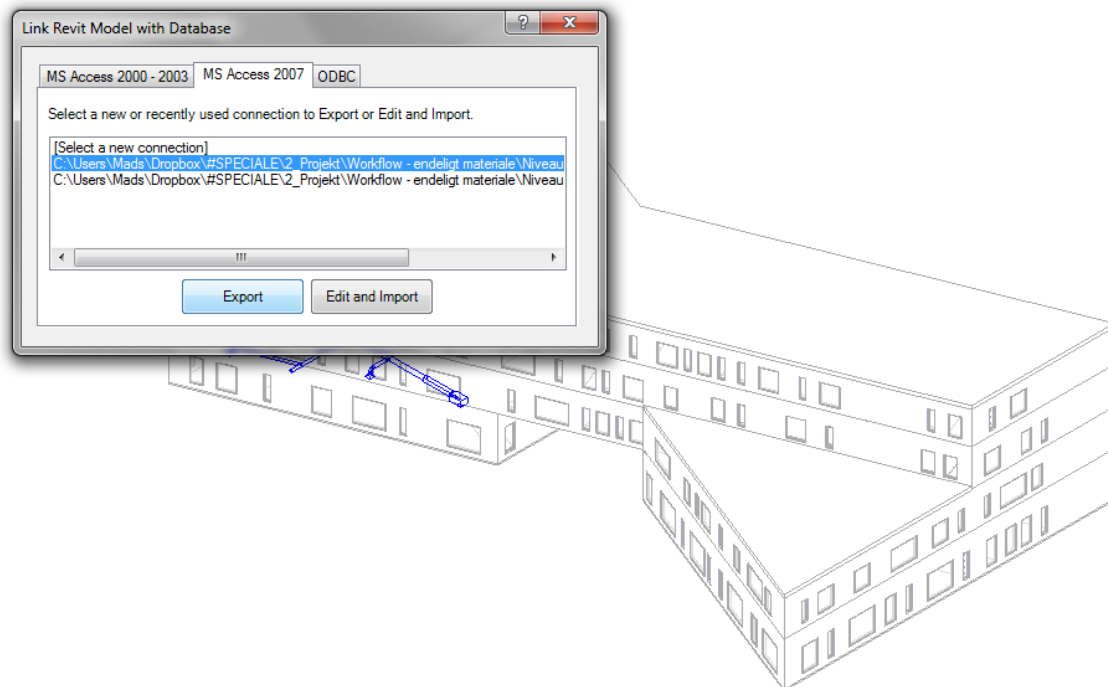 Link Revit Model with Database
MS Access 2000 - 2003 MS Access 2007 ODBC
Select a new or recently used connection to Export or Edit and Import.
[Select a new connection]
C:\Users\Mads\Dropbox\#SPECIALE\2_Projekt\Workflow - endeligt materiale\Niveau
C:\Users\Mads\Dropbox\#SPECIALE\2_Projekt\Workflow - endeligt materiale\Niveau
Export Edit and Import